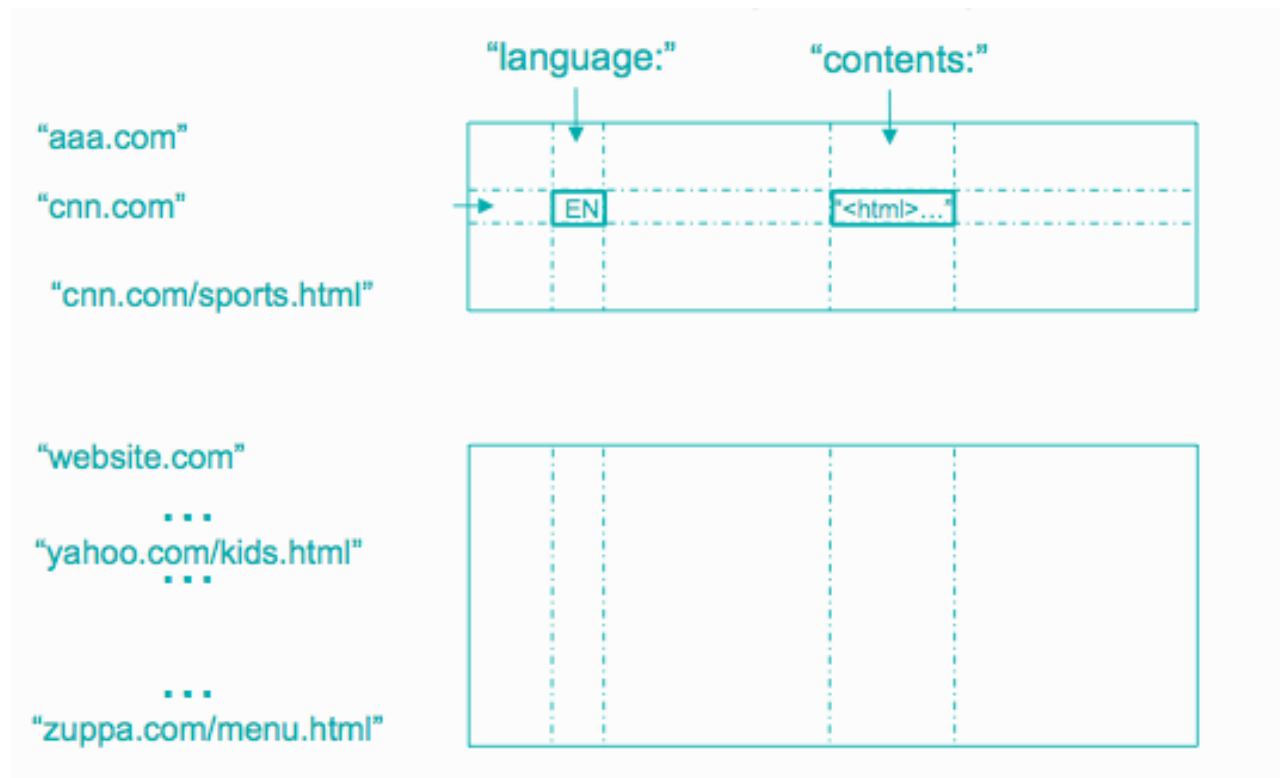 “language:” “contents:”
“aaa.com”
“cnn.com” EN “<html>…”
“cnn.com/sports.html”
“website.com”
...
“yahoo.com/kids.html”
...
...
“zuppa.com/menu.html”